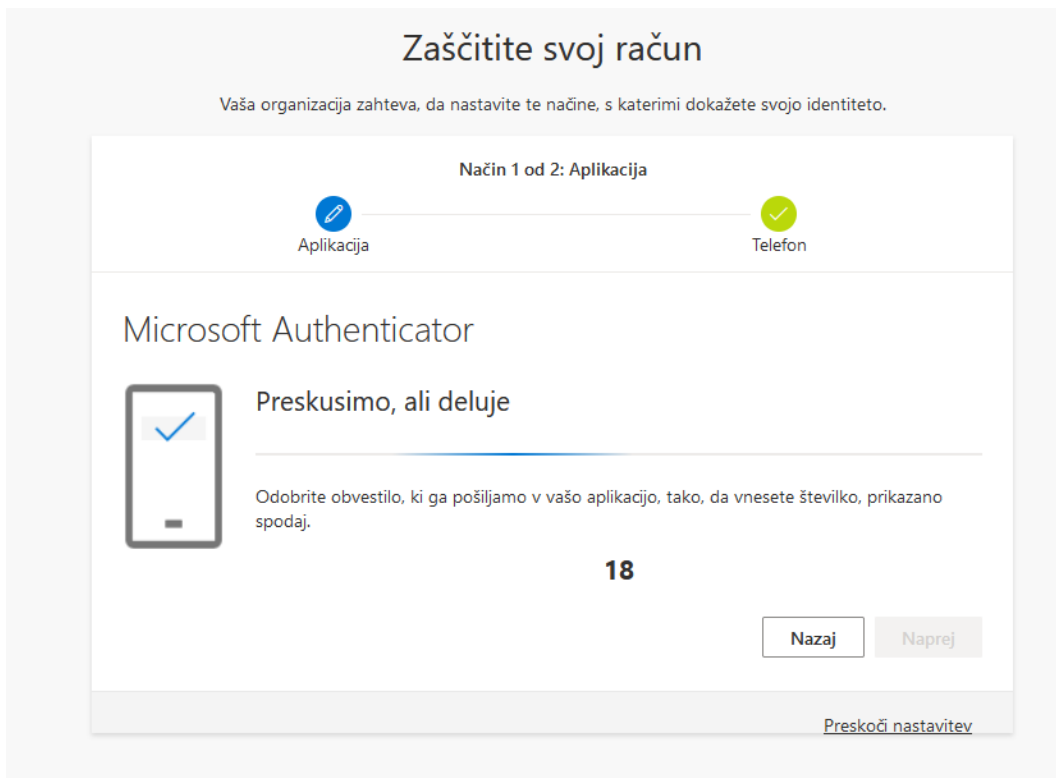 Zaščitite svoj račun
Vaša organizacija zahteva, da nastavite te načine, s katerimi dokažete svojo identiteto.
Način 1 od 2: Aplikacija
Aplikacija
Telefon
Microsoft Authenticator
Preskusimo, ali deluje
Odobrite obvestilo, ki ga pošiljamo v vašo aplikacijo, tako, da vnesete številko, prikazano
spodaj.
18
Nazaj
Naprej
Preskoči nastavitev